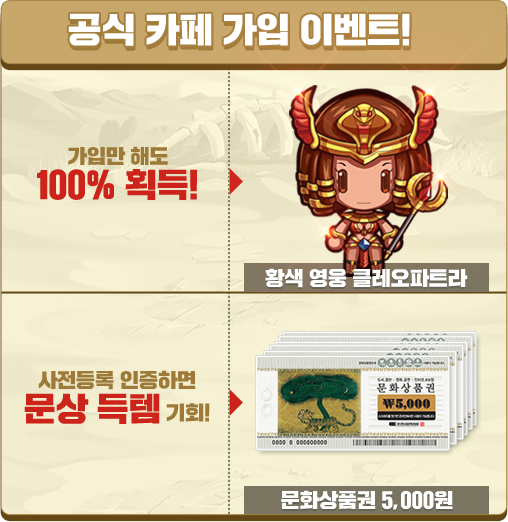 공식 카페 가입 이벤트!
가입만 해도
100% 획득!
황색 영웅 클레오파트라
사전등록 인증하면
문상 득템 기회!
문화상품권
₩5,000
0000 0 000000000
문화상품권 5,000원